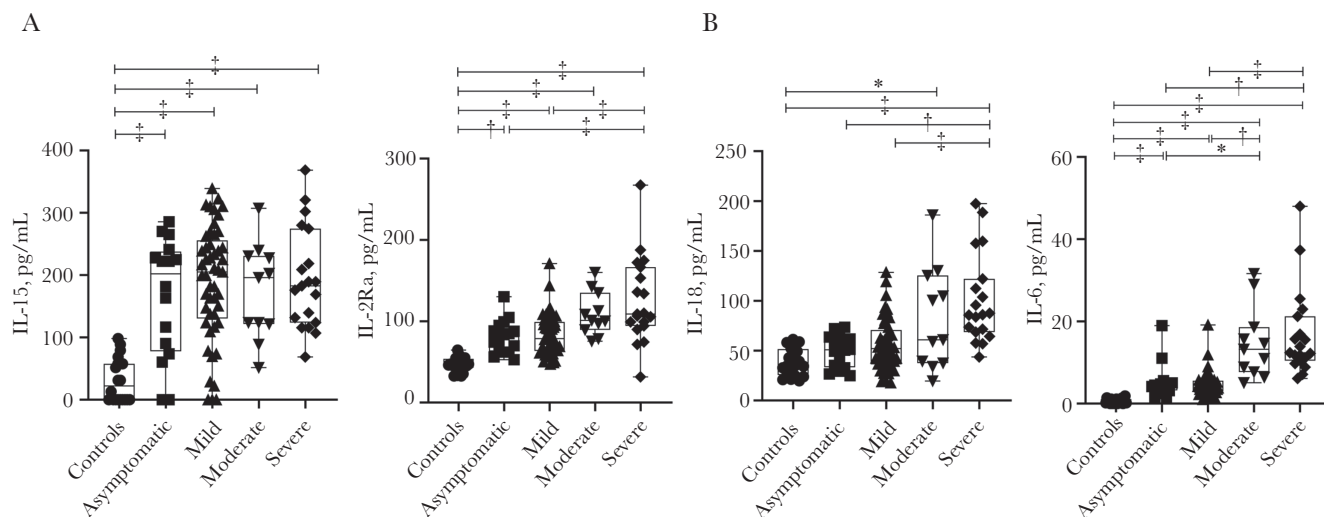 A
B
‡
‡
‡
‡
IL-15, pg/mL
400
300
200
100
0
Controls
Asymptomatic
Mild
Moderate
Severe
‡
‡
‡ ‡
† ‡
IL-2Ra, pg/mL
300
200
100
0
Controls
Asymptomatic
Mild
Moderate
Severe
*
‡
†
‡
IL-18, pg/mL
250
200
150
100
50
0
Controls
Asymptomatic
Mild
Moderate
Severe
‡
†
‡
‡
‡ †
‡ *
IL-6, pg/mL
60
40
20
0
Controls
Asymptomatic
Mild
Moderate
Severe